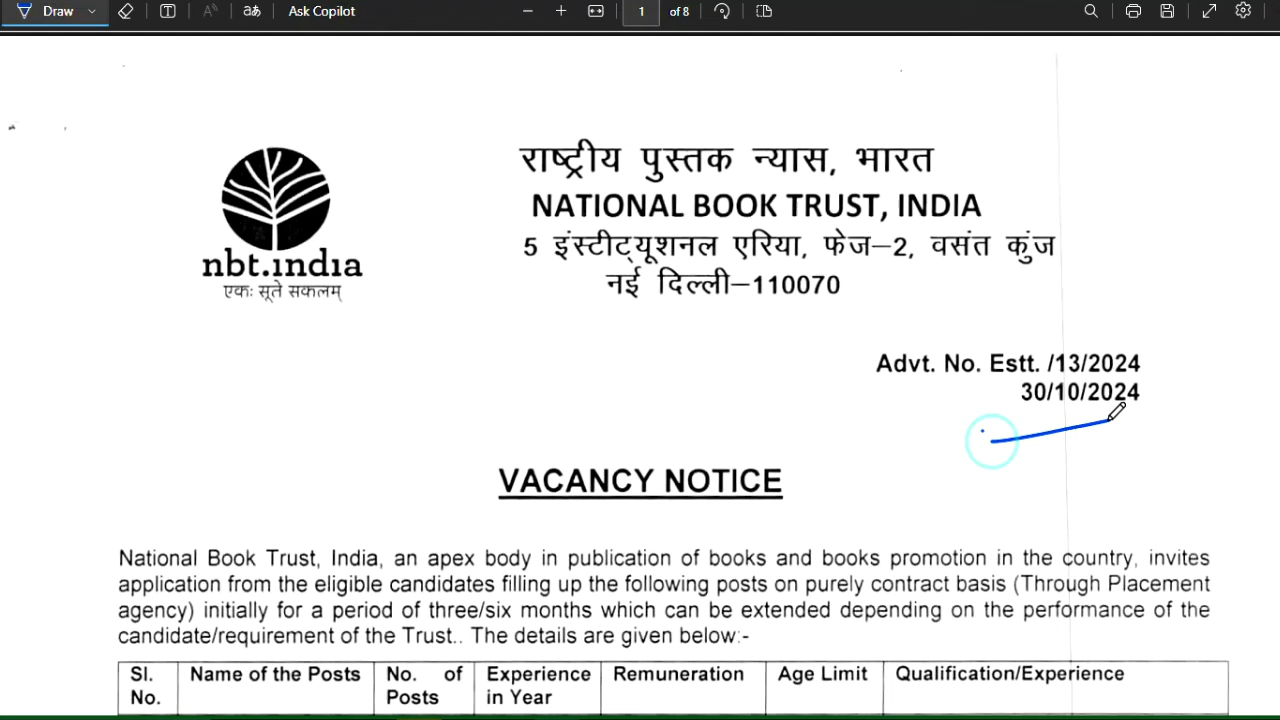 Draw
aあ
Ask Copilot
1 of 8
राष्ट्रीय पुस्तक न्यास, भारत
NATIONAL BOOK TRUST, INDIA
5 इंस्टीट्यूशनल एरिया, फेज–2, वसंत कुंज
नई दिल्ली–110070
nbt.india
एकः सूते सकलम्
Advt. No. Estt. /13/2024
30/10/2024
VACANCY NOTICE
National Book Trust, India, an apex body in publication of books and books promotion in the country, invites
application from the eligible candidates filling up the following posts on purely contract basis (Through Placement
agency) initially for a period of three/six months which can be extended depending on the performance of the
candidate/requirement of the Trust.. The details are given below:-
Sl. No. Name of the Posts No. of Posts Experience in Year Remuneration Age Limit Qualification/Experience